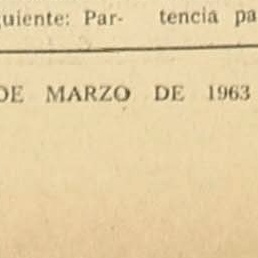 guiente: Par- tencia pa
DE MARZO DE 1963